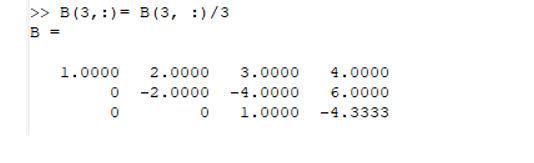 >> B(3,:)= B(3, :)/3
B =
1.0000 2.0000 3.0000 4.0000
0 -2.0000 -4.0000 6.0000
0 0 1.0000 -4.3333